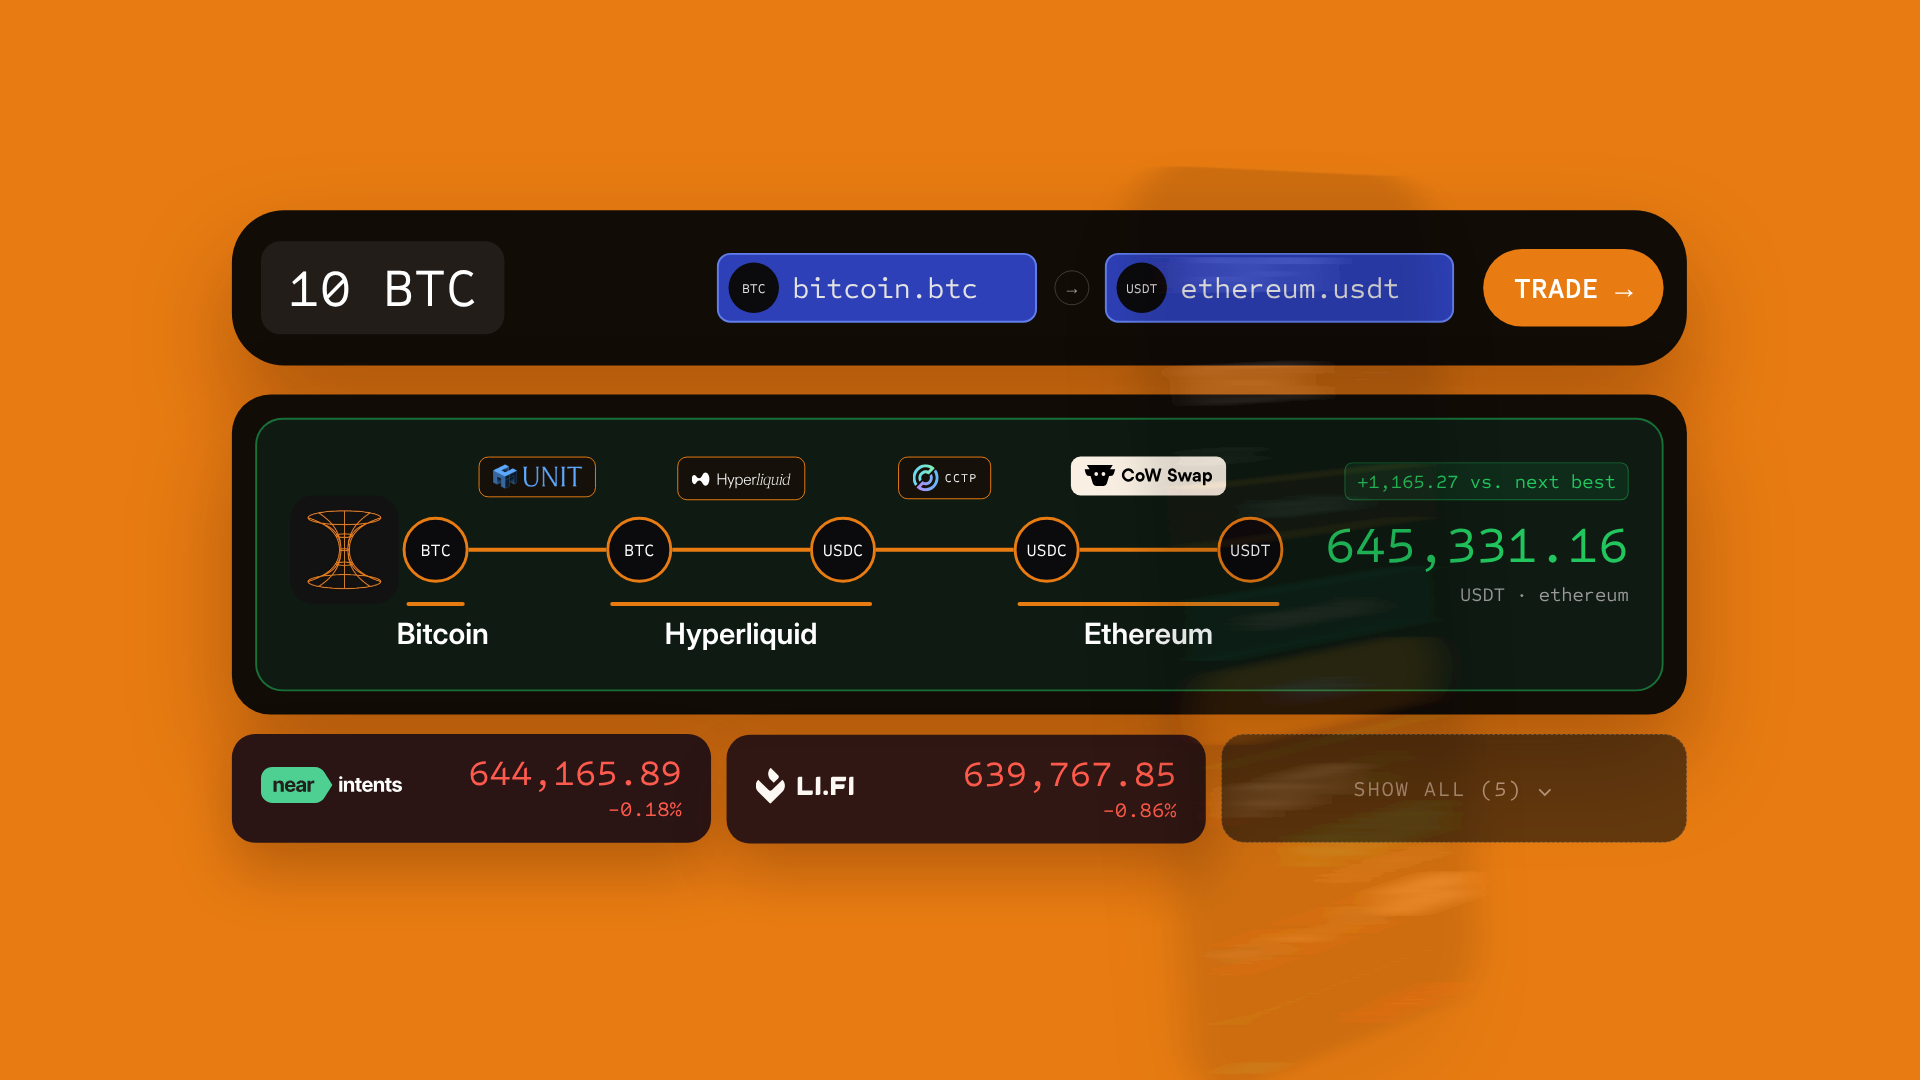 10 BTC
BTC bitcoin.btc → USDT ethereum.usdt
TRADE →
UNIT
Hyperliquid
CCTP
CoW Swap
+1,165.27 vs. next best
BTC BTC USDC USDC USDT
645,331.16
USDT · ethereum
Bitcoin Hyperliquid Ethereum
near intents
644,165.89
-0.18%
LI.FI
639,767.85
-0.86%
SHOW ALL (5)